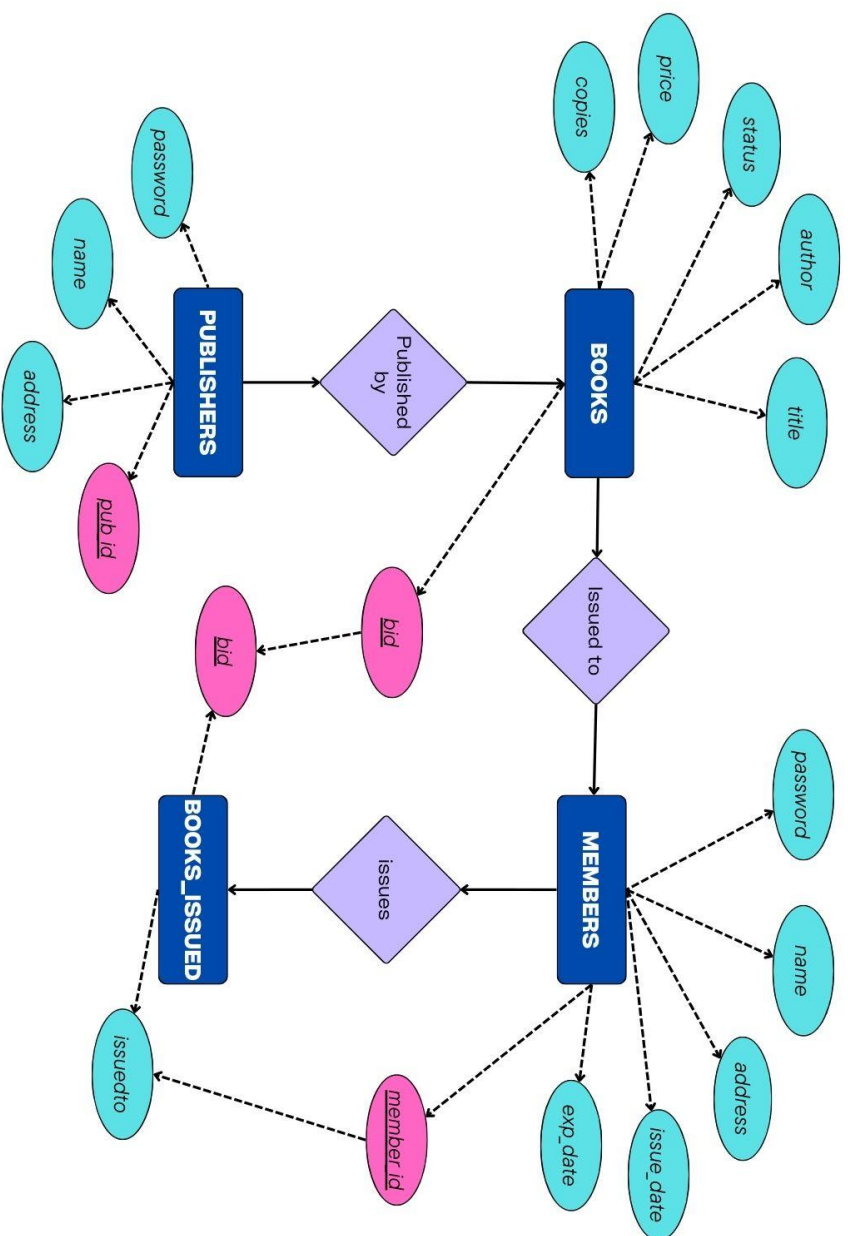 author
title
password
name
status
address
price
issue_date
copies
BOOKS
Issued to
MEMBERS
exp_date
Published
by
bid
issues
member_id
bid
PUBLISHERS
BOOKS_ISSUED
password
issuedto
pub_id
name
address